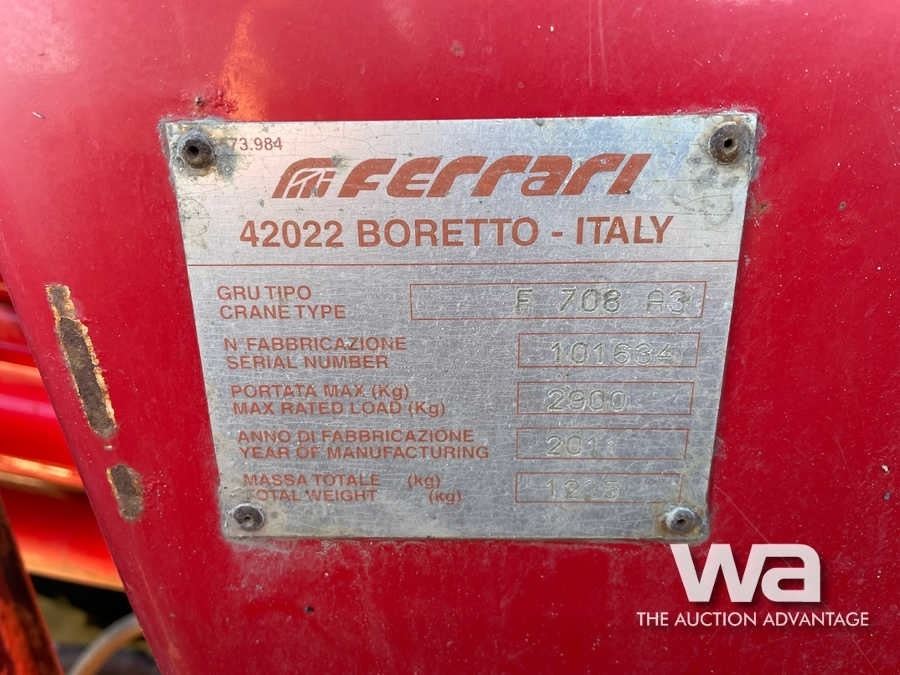 73.984
Ferrari
42022 BORETTO - ITALY
GRU TIPO
CRANE TYPE F 708 A3
N FABBRICAZIONE
SERIAL NUMBER 101634
PORTATA MAX (Kg)
MAX RATED LOAD (Kg) 2900
ANNO DI FABBRICAZIONE
YEAR OF MANUFACTURING 2011
MASSA TOTALE (kg)
TOTAL WEIGHT (kg)
wa
THE AUCTION ADVANTAGE